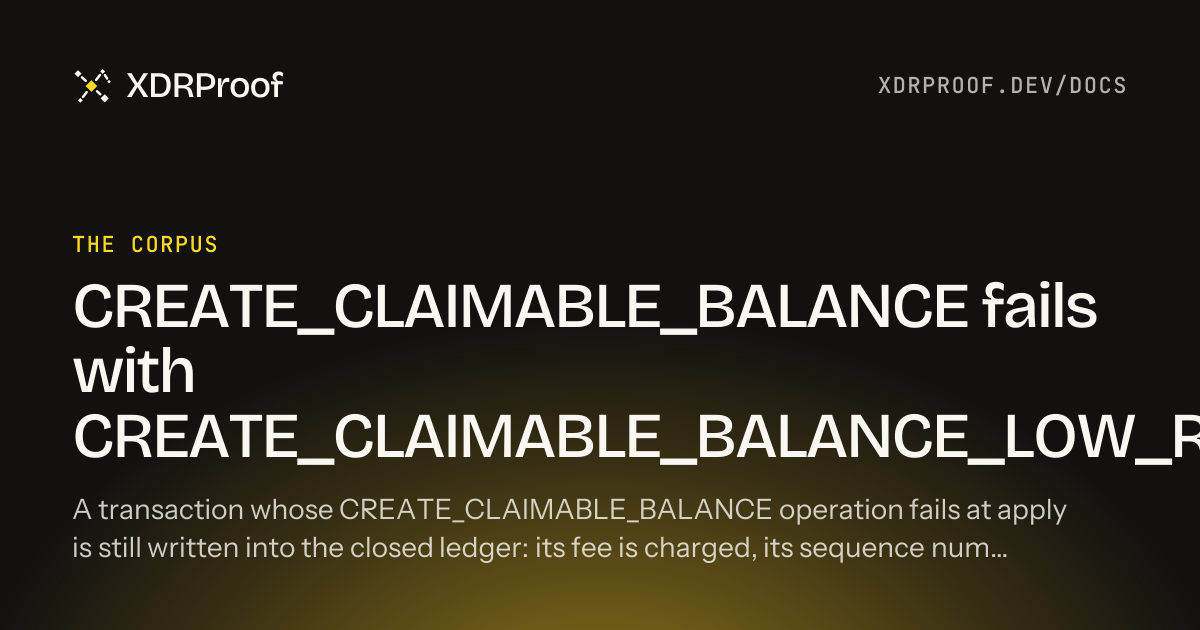 XDRProof
XDRPROOF.DEV/DOCS
THE CORPUS
CREATE_CLAIMABLE_BALANCE fails
with
CREATE_CLAIMABLE_BALANCE_LOW_R
A transaction whose CREATE_CLAIMABLE_BALANCE operation fails at apply
is still written into the closed ledger: its fee is charged, its sequence num...